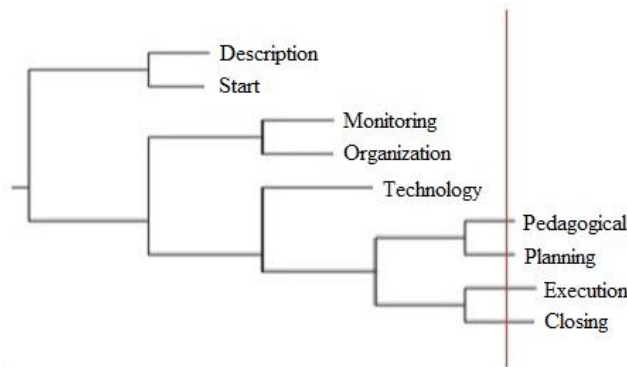 Description
Start
Monitoring
Organization
Technology
Pedagogical
Planning
Execution
Closing